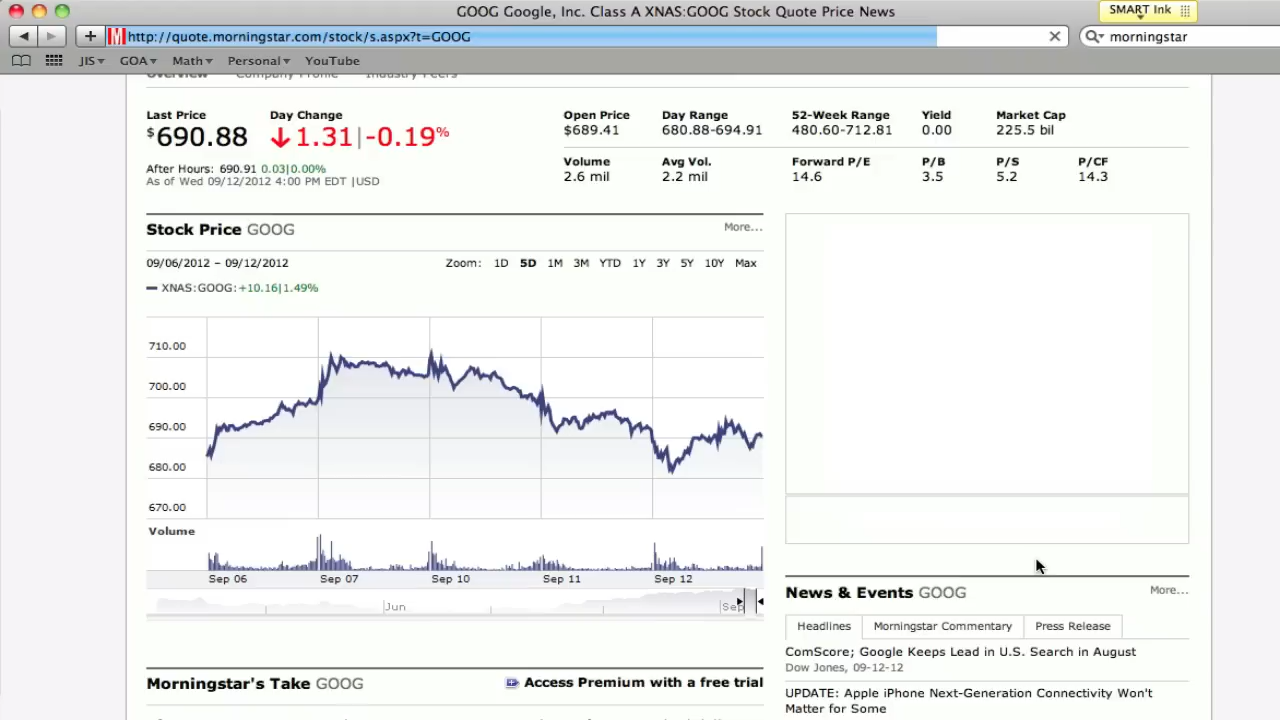 GOOG Google, Inc. Class A XNAS:GOOG Stock Quote Price News
SMART Ink
http://quote.morningstar.com/stock/s.aspx?t=GOOG
morningstar
JIS GOA Math Personal YouTube
Overview Company Profile Industry Peers
Last Price Day Change Open Price Day Range 52-Week Range Yield Market Cap
$690.88 1.31|-0.19% $689.41 680.88-694.91 480.60-712.81 0.00 225.5 bil
After Hours: 690.91 0.03|0.00%
As of Wed 09/12/2012 4:00 PM EDT |USD
Volume Avg Vol. Forward P/E P/B P/S P/CF
2.6 mil 2.2 mil 14.6 3.5 5.2 14.3
Stock Price GOOG More...
09/06/2012 – 09/12/2012 Zoom: 1D 5D 1M 3M YTD 1Y 3Y 5Y 10Y Max
XNAS:GOOG:+10.16|1.49%
710.00
700.00
690.00
680.00
670.00
Volume
Sep 06 Sep 07 Sep 10 Sep 11 Sep 12
Jun Sep
Morningstar's Take GOOG Access Premium with a free trial
News & Events GOOG More...
Headlines Morningstar Commentary Press Release
ComScore; Google Keeps Lead in U.S. Search in August
Dow Jones, 09-12-12
UPDATE: Apple iPhone Next-Generation Connectivity Won't
Matter for Some